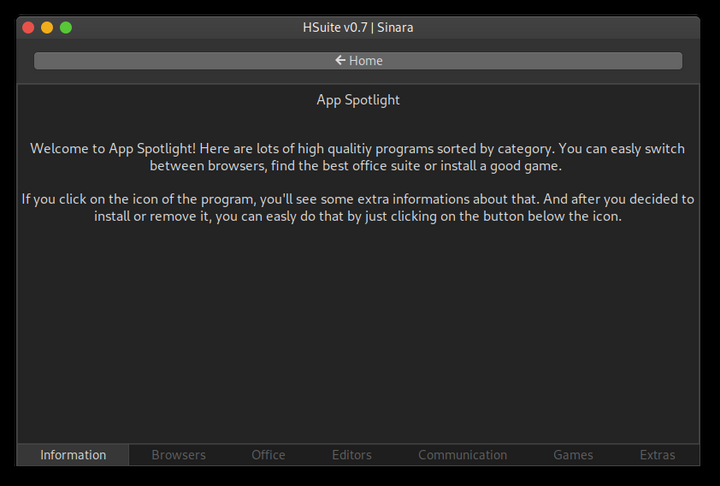 HSuite v0.7 | Sinara
← Home
App Spotlight
Welcome to App Spotlight! Here are lots of high qualitiy programs sorted by category. You can easly switch
between browsers, find the best office suite or install a good game.
If you click on the icon of the program, you'll see some extra informations about that. And after you decided to
install or remove it, you can easly do that by just clicking on the button below the icon.
Information Browsers Office Editors Communication Games Extras